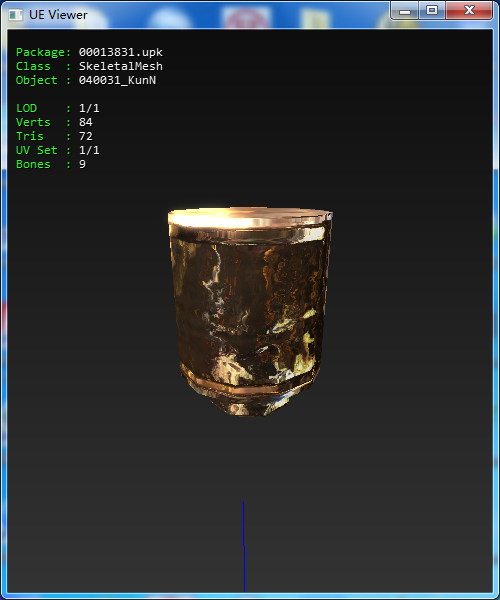 UE Viewer
Package: 00013831.upk
Class  : SkeletalMesh
Object : 040031_KunN
LOD    : 1/1
Verts  : 84
Tris   : 72
UV Set : 1/1
Bones  : 9